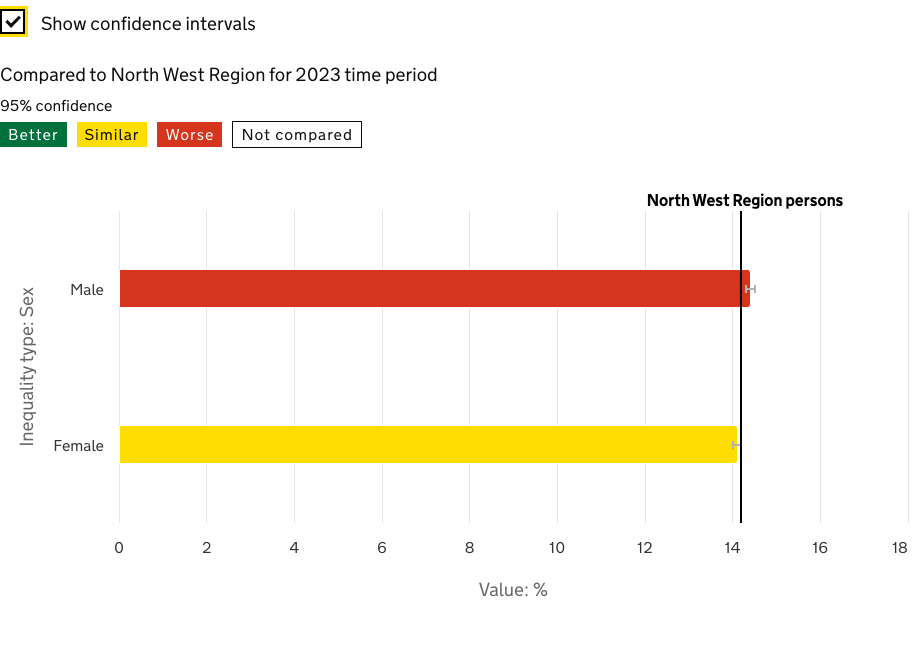 Show confidence intervals
Compared to North West Region for 2023 time period
95% confidence
Better Similar Worse Not compared
North West Region persons
Inequality type: Sex
Male
Female
0 2 4 6 8 10 12 14 16 18
Value: %